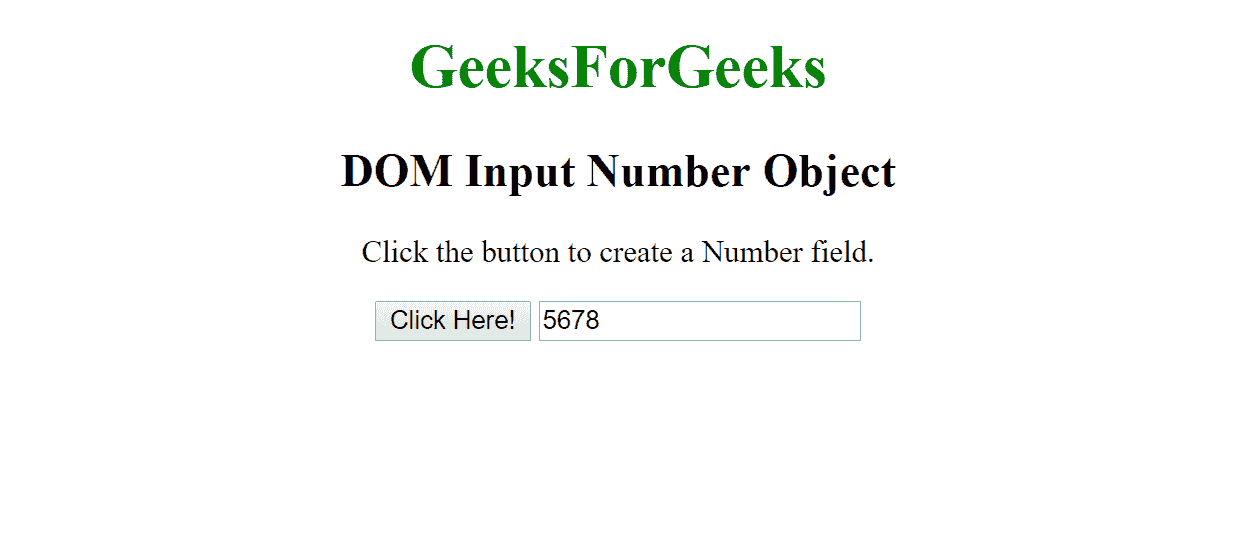 GeeksForGeeks
DOM Input Number Object
Click the button to create a Number field.
Click Here! 5678